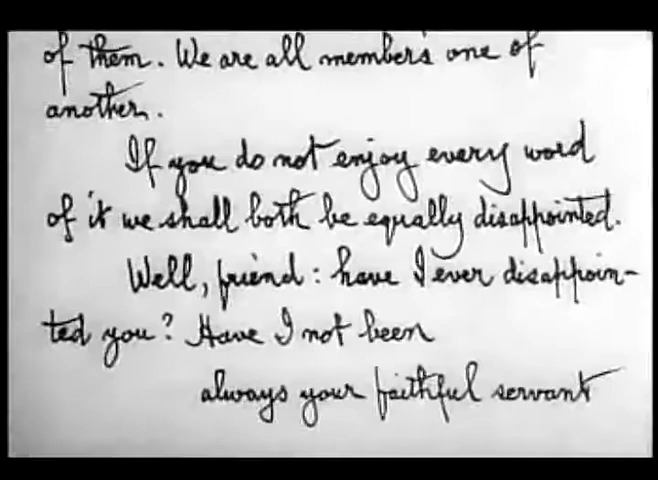 of them. We are all members one of
another.
If you do not enjoy every word
of it we shall both be equally disappointed.
Well, friend: have I ever disappoin-
ted you? Have I not been
always your faithful servant